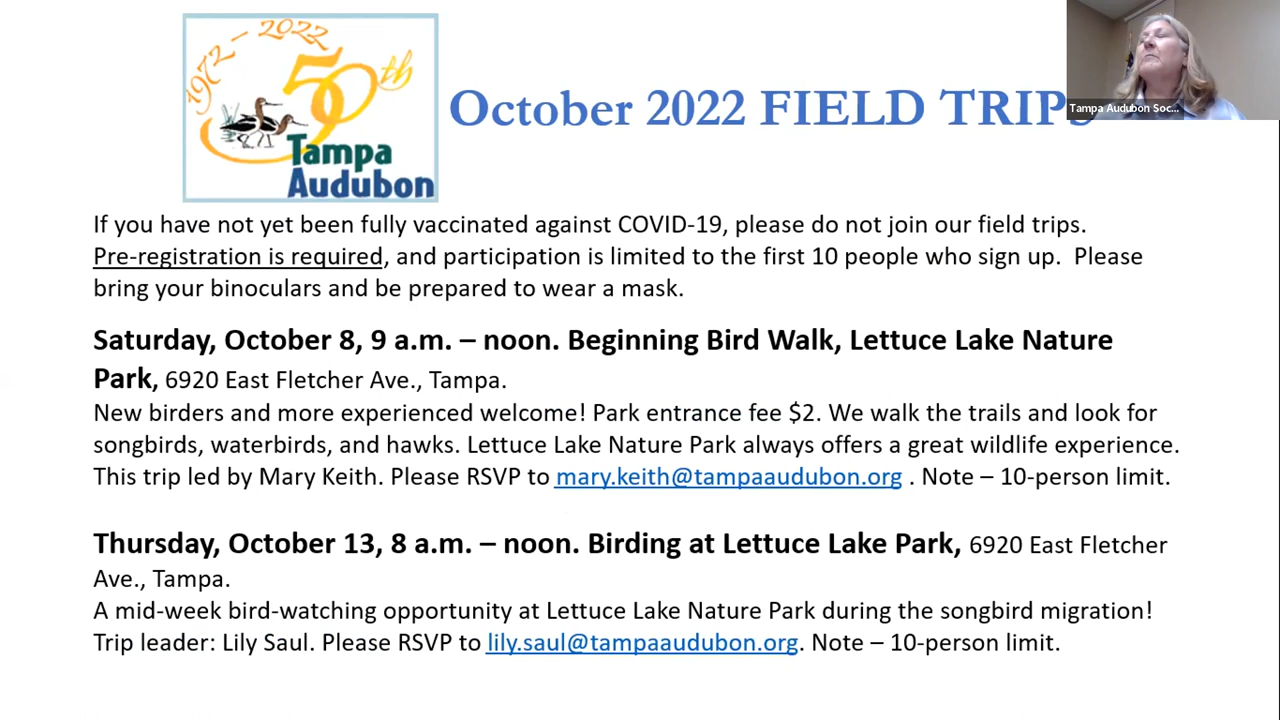 1972 - 2022
50th
Tampa
Audubon
October 2022 FIELD TRIPS
Tampa Audubon Soc...
If you have not yet been fully vaccinated against COVID-19, please do not join our field trips.
Pre-registration is required, and participation is limited to the first 10 people who sign up.  Please
bring your binoculars and be prepared to wear a mask.
Saturday, October 8, 9 a.m. – noon. Beginning Bird Walk, Lettuce Lake Nature
Park, 6920 East Fletcher Ave., Tampa.
New birders and more experienced welcome! Park entrance fee $2. We walk the trails and look for
songbirds, waterbirds, and hawks. Lettuce Lake Nature Park always offers a great wildlife experience.
This trip led by Mary Keith. Please RSVP to mary.keith@tampaaudubon.org . Note – 10-person limit.
Thursday, October 13, 8 a.m. – noon. Birding at Lettuce Lake Park, 6920 East Fletcher
Ave., Tampa.
A mid-week bird-watching opportunity at Lettuce Lake Nature Park during the songbird migration!
Trip leader: Lily Saul. Please RSVP to lily.saul@tampaaudubon.org. Note – 10-person limit.